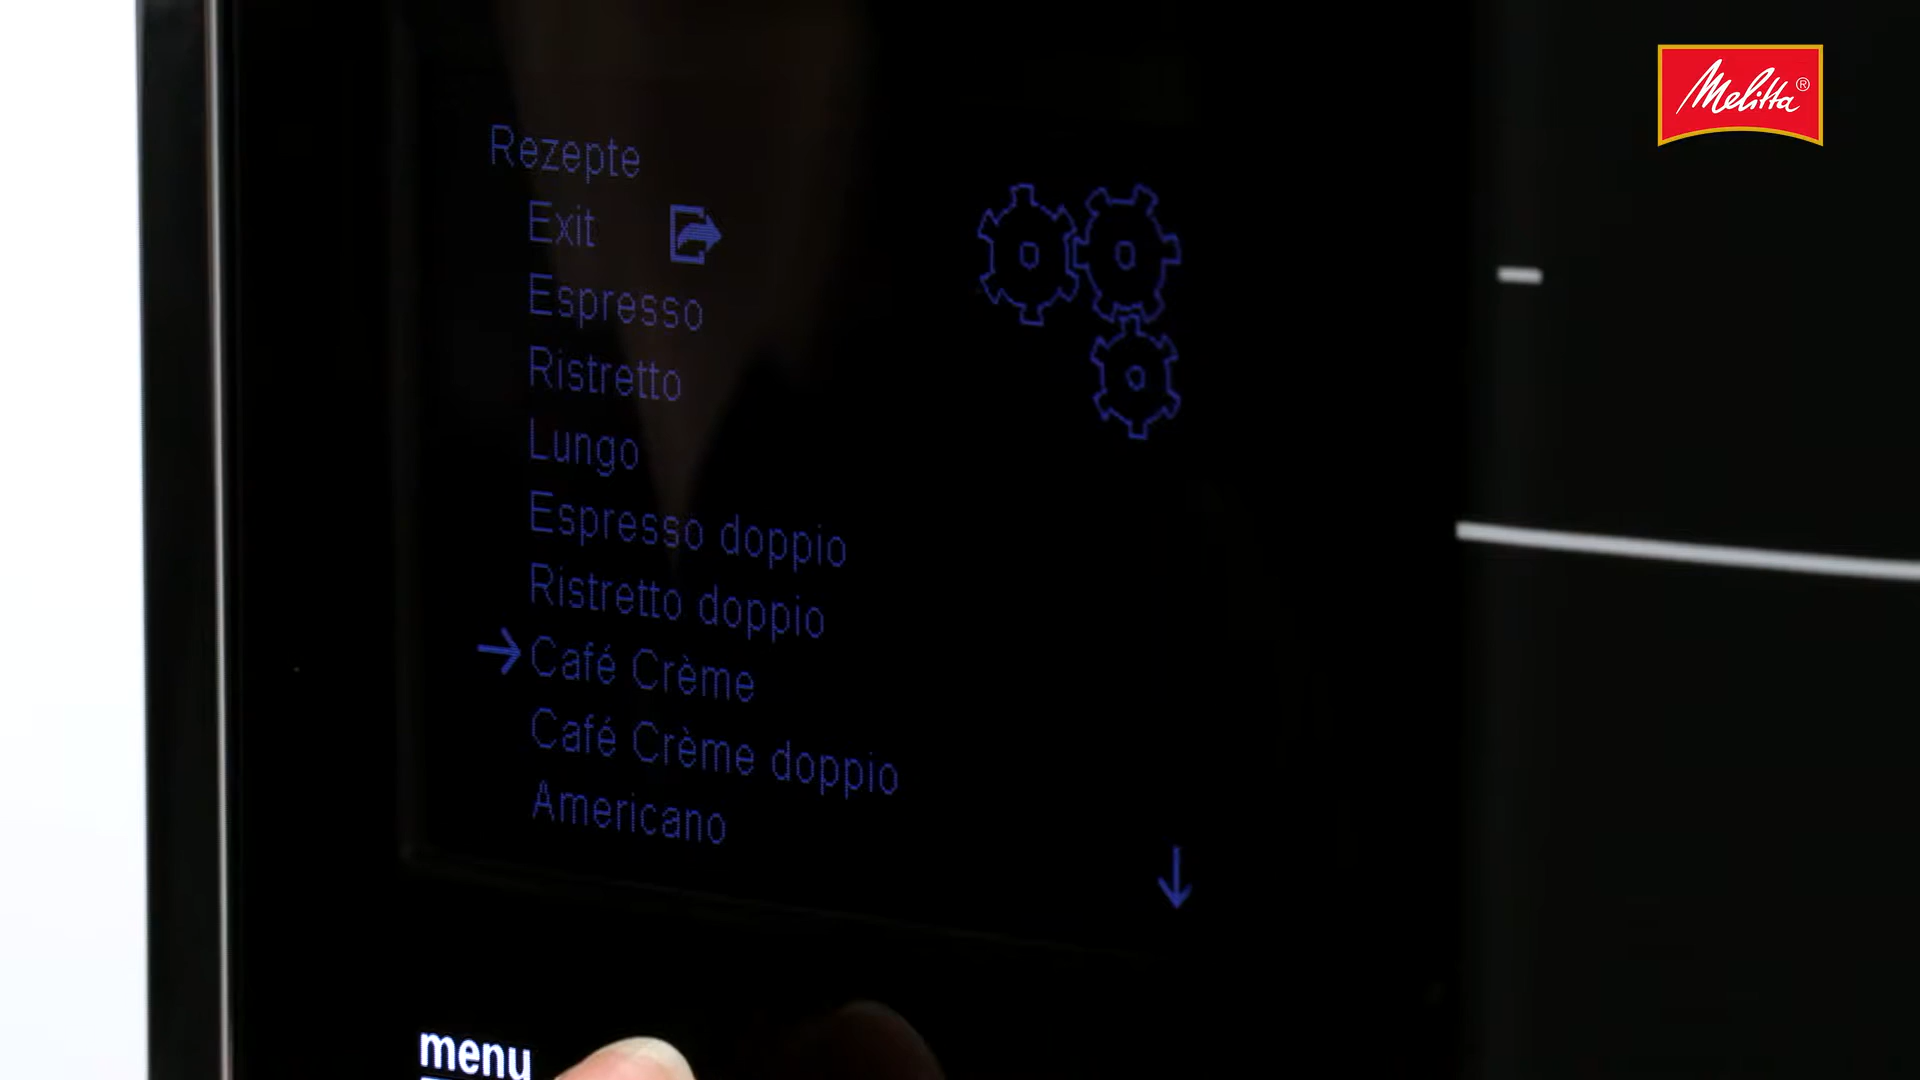 Melitta®
Rezepte
Exit
Espresso
Ristretto
Lungo
Espresso doppio
Ristretto doppio
Café Crème
Café Crème doppio
Americano
menu